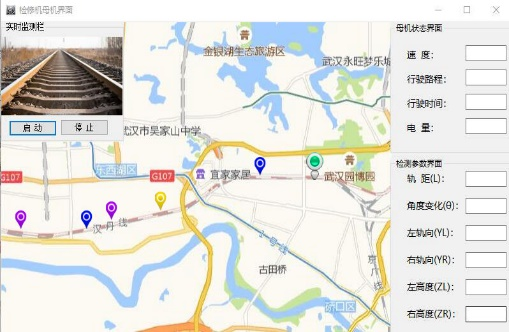 检修机母机界面
实时监测栏
启 动
停 止
金银湖生态旅游区
武汉永旺梦乐城
武汉市吴家山中学
东西湖区
G107
G107
宜家家居
武汉园博园
汉丹线
古田桥
硚口区
母机状态界面
速 度:
行驶路程:
行驶时间:
电 量:
检测参数界面
轨 距(L):
角度变化(θ):
左轨向(YL):
右轨向(YR):
左高度(ZL):
右高度(ZR):